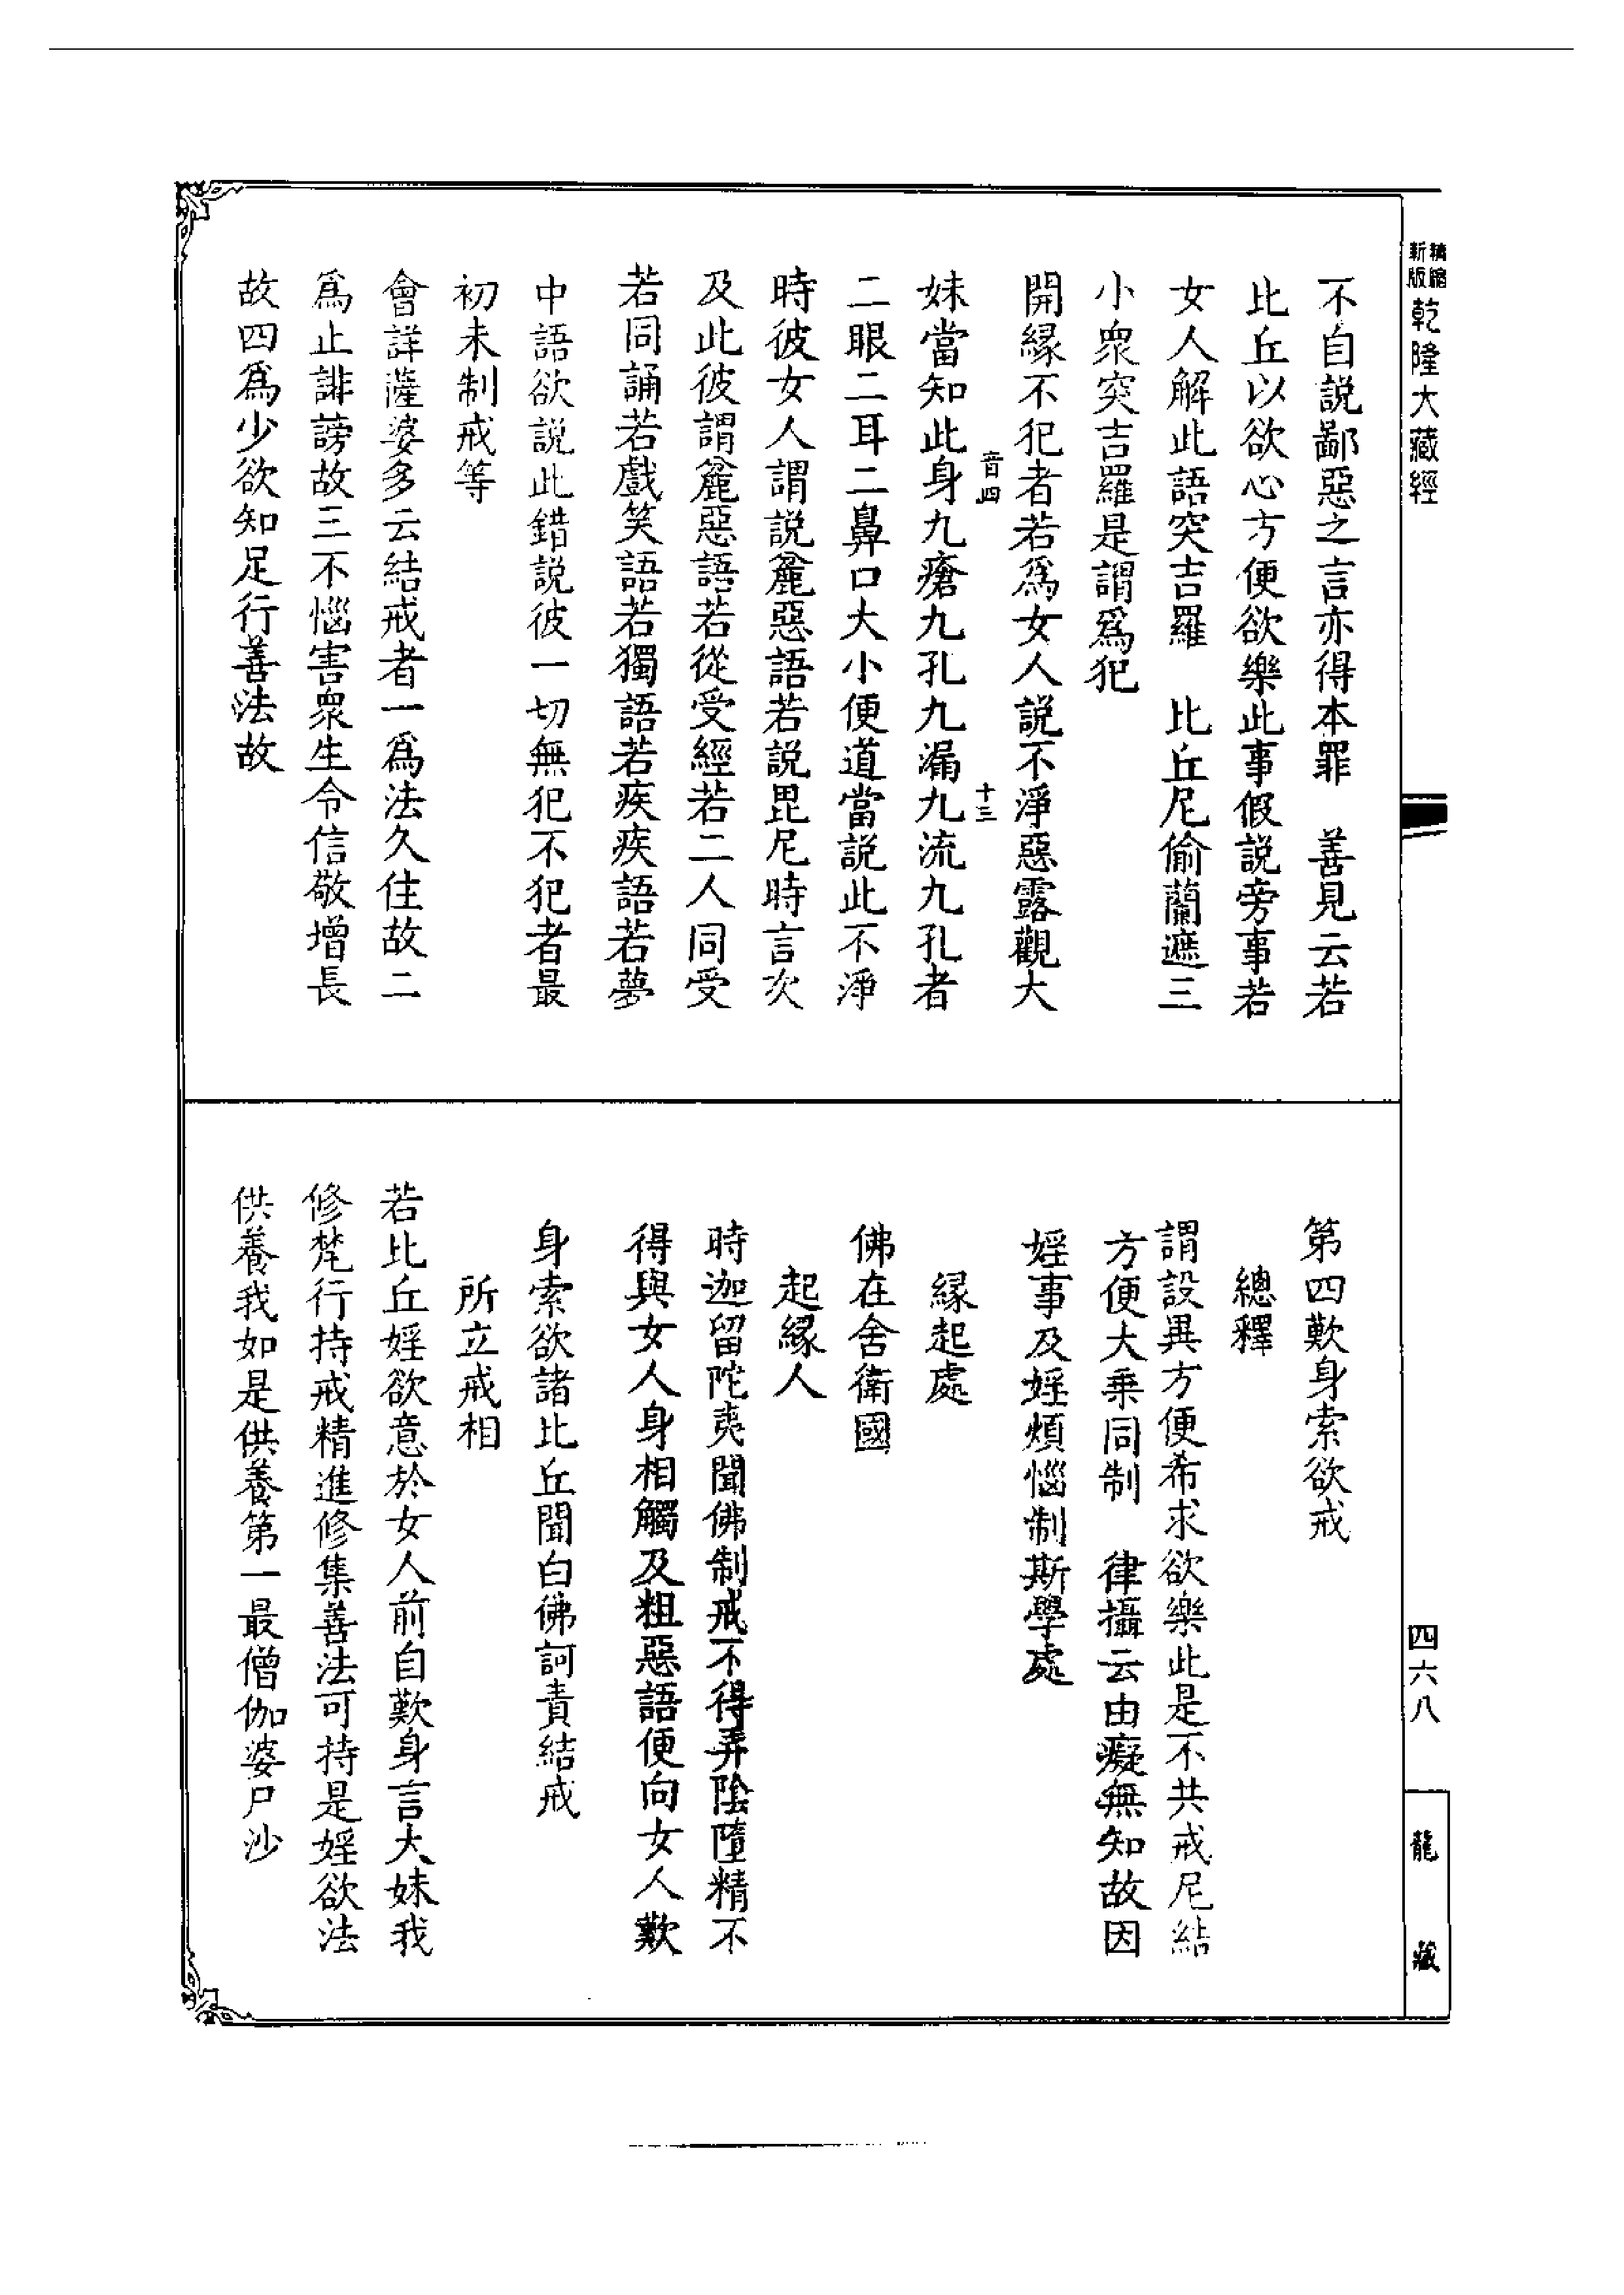 精縮
新版
乾隆大藏經
不自說鄙惡之言亦得本罪　善見云若
比丘以欲心方便欲樂此事假說旁事若
女人解此語突吉羅　比丘尼偷蘭遮三
小衆突吉羅是謂爲犯
開緣不犯者若爲女人說不淨惡露觀大
音四
十三
妹當知此身九瘡九孔九漏九流九孔者
二眼二耳二鼻口大小便道當說此不淨
時彼女人謂說麤惡語若說毘尼時言次
及此彼謂麤惡語若從受經若二人同受
若同誦若戲笑語若獨語若疾疾語若夢
中語欲說此錯說彼一切無犯不犯者最
初未制戒等
會詳薩婆多云結戒者一爲法久住故二
爲止誹謗故三不惱害衆生令信敬增長
故四爲少欲知足行善法故
第四歎身索欲戒
總釋
謂設異方便希求欲樂此是不共戒尼結
方便大乘同制　律攝云由癡無知故因
婬事及婬煩惱制斯學處
緣起處
佛在舍衛國
起緣人
時迦留陀夷聞佛制戒不得弄陰墮精不
得與女人身相觸及粗惡語便向女人歎
身索欲諸比丘聞白佛訶責結戒
所立戒相
若比丘婬欲意於女人前自歎身言大妹我
修梵行持戒精進修集善法可持是婬欲法
供養我如是供養第一最僧伽婆尸沙
四六八
龍藏